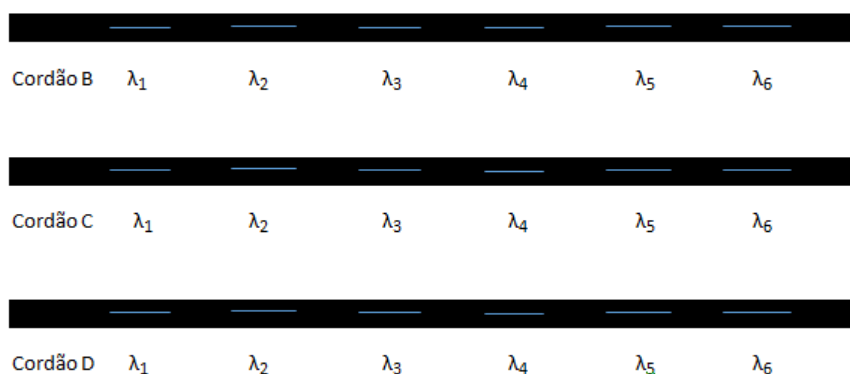 Cordão B λ₁ λ₂ λ₃ λ₄ λ₅ λ₆
Cordão C λ₁ λ₂ λ₃ λ₄ λ₅ λ₆
Cordão D λ₁ λ₂ λ₃ λ₄ λ₅ λ₆